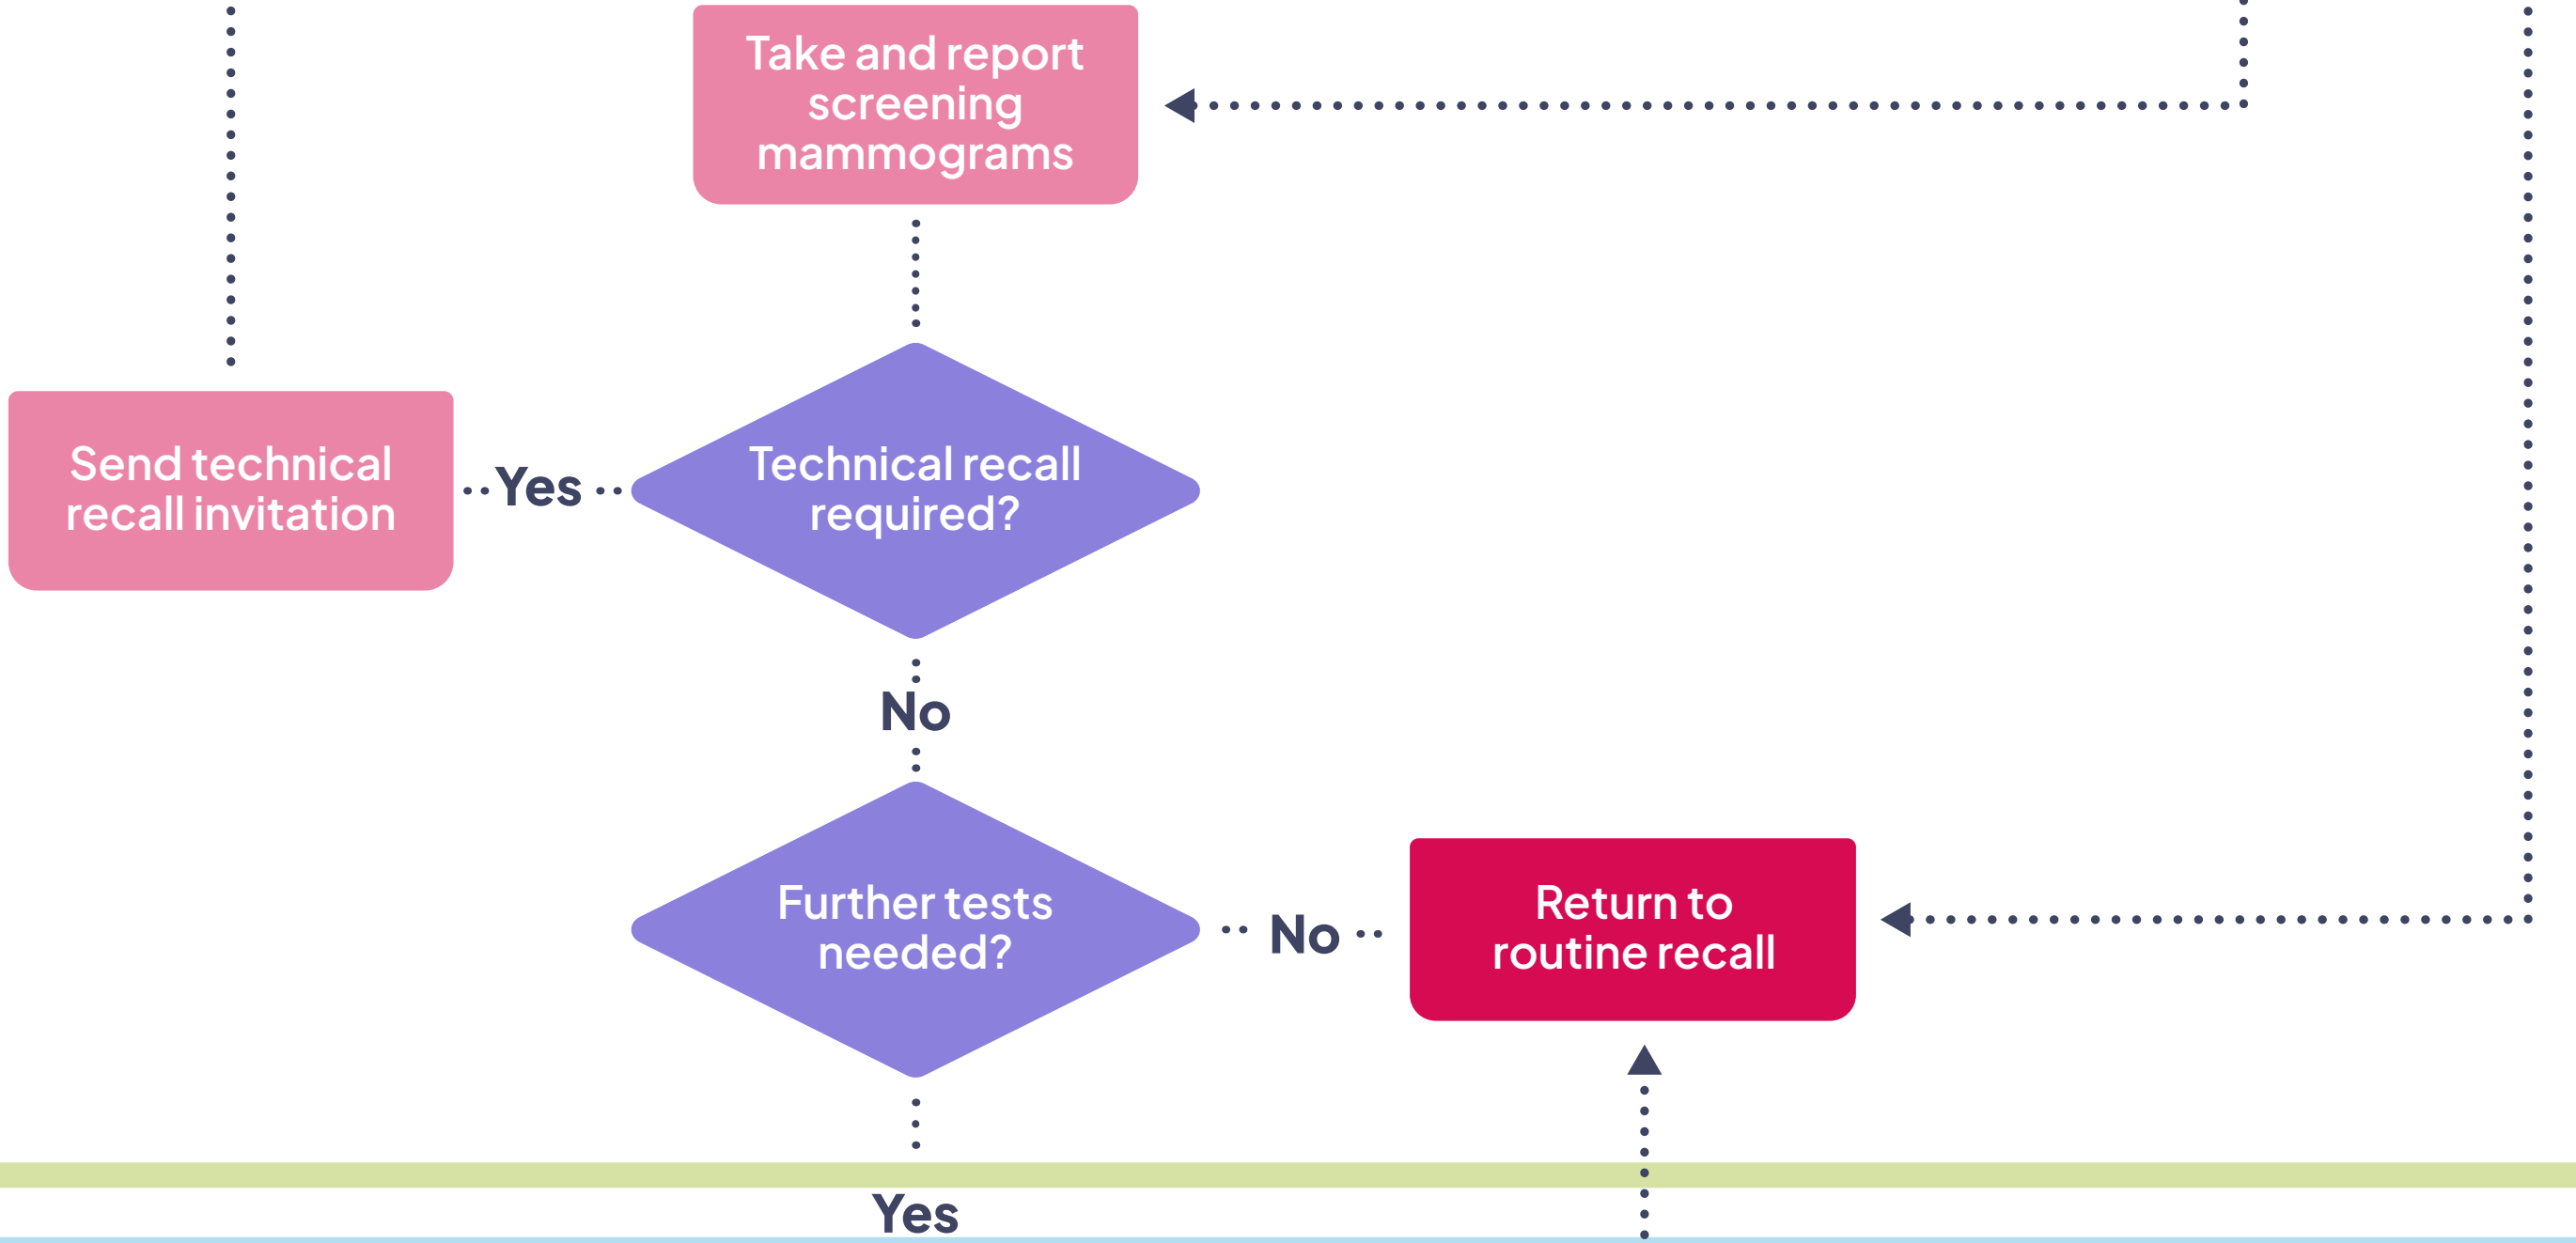 Take and report
screening
mammograms
Send technical
recall invitation
Yes
Technical recall
required?
No
Further tests
needed?
No
Return to
routine recall
Yes